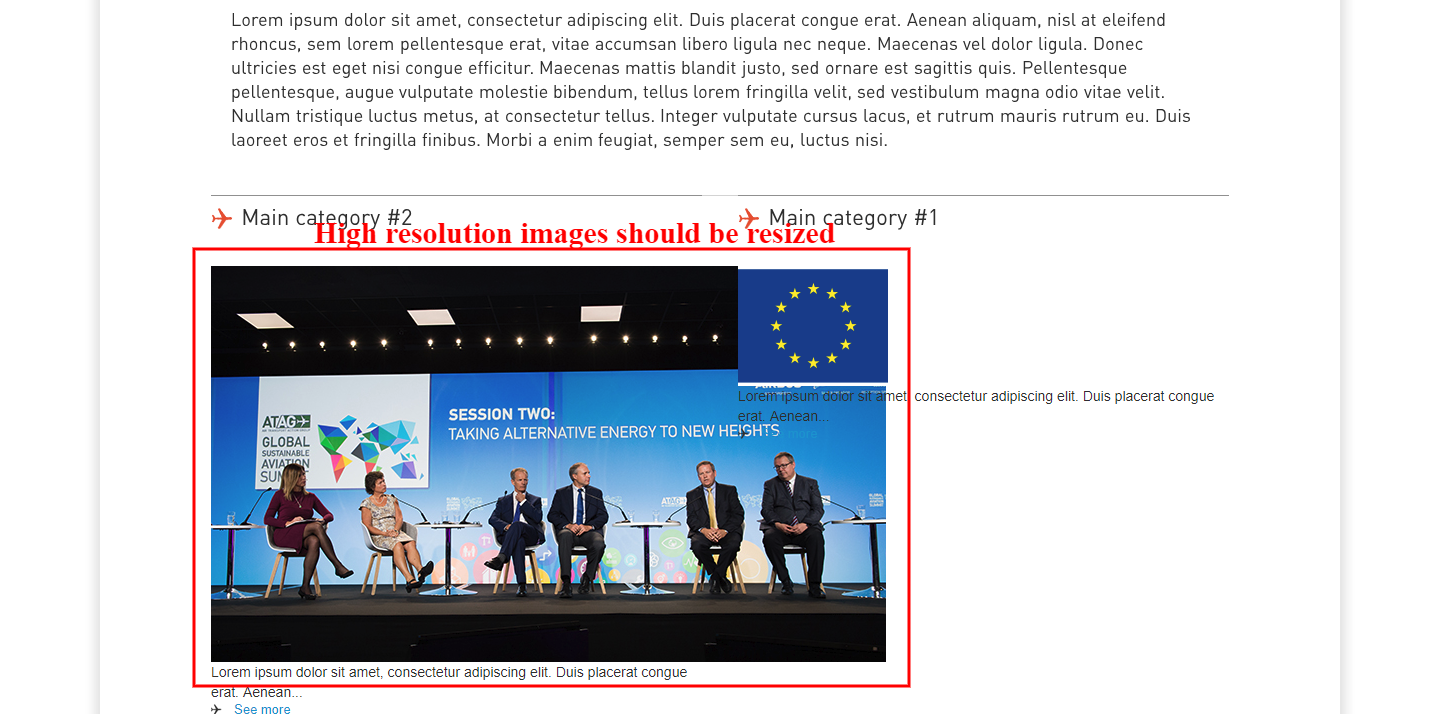 Lorem ipsum dolor sit amet, consectetur adipiscing elit. Duis placerat congue erat. Aenean aliquam, nisl at eleifend
rhoncus, sem lorem pellentesque erat, vitae accumsan libero ligula nec neque. Maecenas vel dolor ligula. Donec
ultricies est eget nisi congue efficitur. Maecenas mattis blandit justo, sed ornare est sagittis quis. Pellentesque
pellentesque, augue vulputate molestie bibendum, tellus lorem fringilla velit, sed vestibulum magna odio vitae velit.
Nullam tristique luctus metus, at consectetur tellus. Integer vulputate cursus lacus, et rutrum mauris rutrum eu. Duis
laoreet eros et fringilla finibus. Morbi a enim feugiat, semper sem eu, luctus nisi.
Main category #2
Main category #1
High resolution images should be resized
SESSION TWO:
TAKING ALTERNATIVE ENERGY TO NEW HEIGHTS
ATAG
GLOBAL
SUSTAINABLE
AVIATION
Lorem ipsum dolor sit amet, consectetur adipiscing elit. Duis placerat congue
erat. Aenean...
Lorem ipsum dolor sit amet, consectetur adipiscing elit. Duis placerat congue
erat. Aenean...
See more